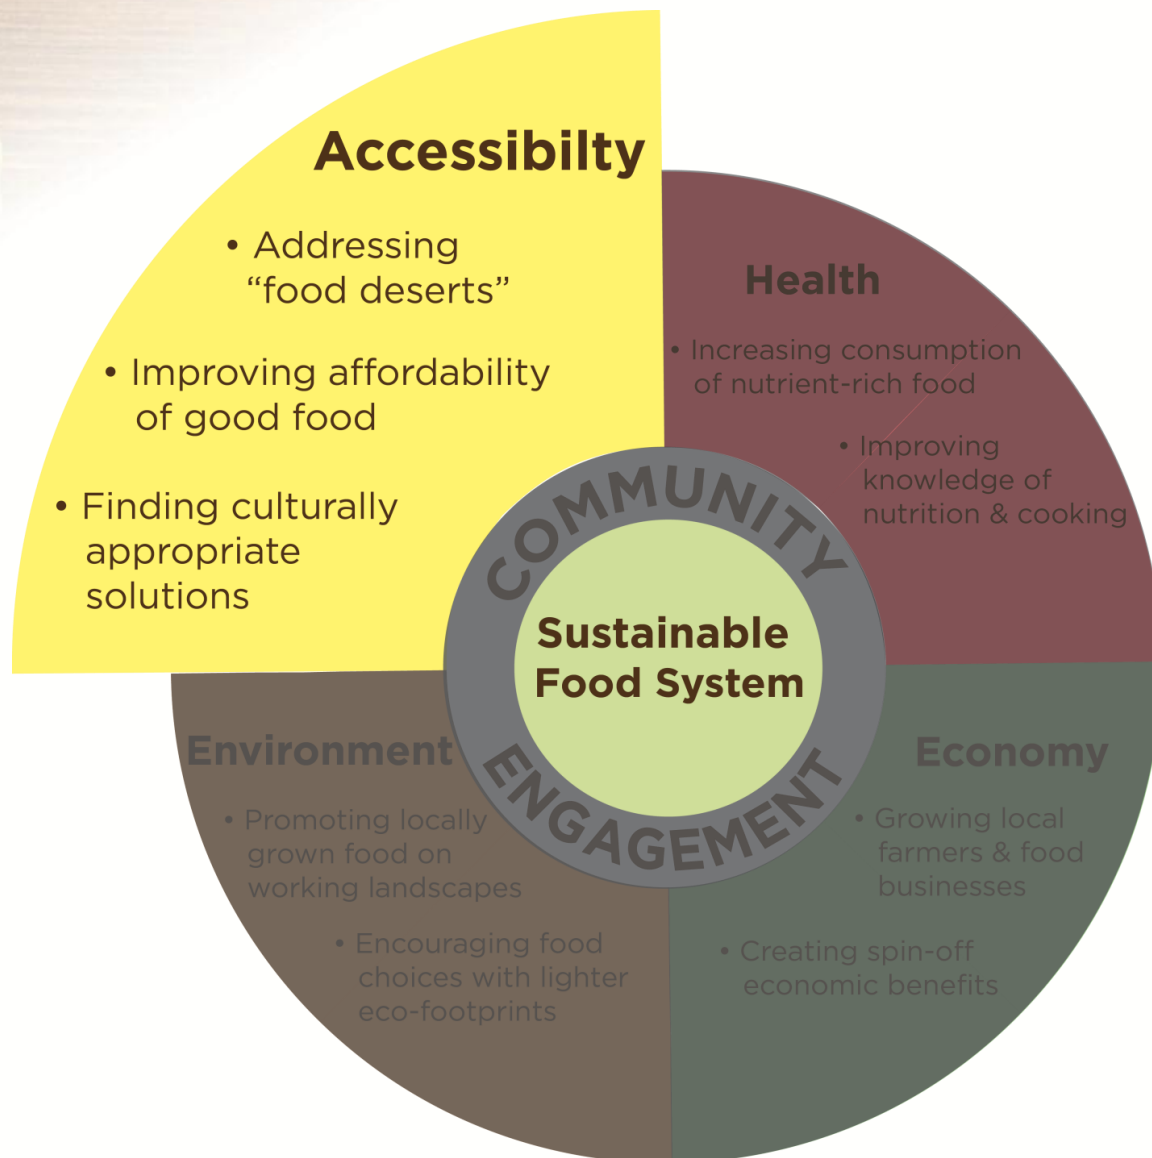 Accessibilty
• Addressing
“food deserts”
• Improving affordability
of good food
• Finding culturally
appropriate
solutions
Health
• Increasing consumption
of nutrient-rich food
• Improving
knowledge of
nutrition & cooking
COMMUNITY
Sustainable
Food System
ENGAGEMENT
Environment
• Promoting locally
grown food on
working landscapes
• Encouraging food
choices with lighter
eco-footprints
Economy
• Growing local
farmers & food
businesses
• Creating spin-off
economic benefits